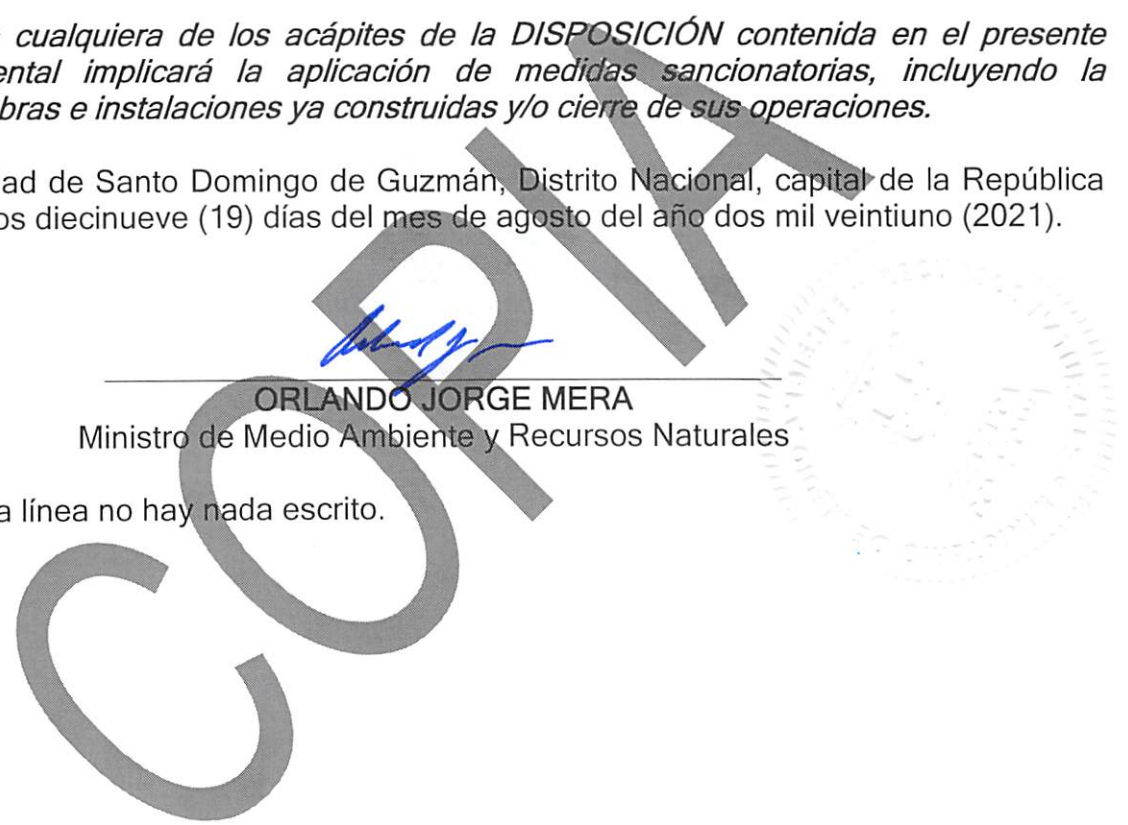 cualquiera de los acápites de la DISPOSICIÓN contenida en el presente
ental implicará la aplicación de medidas sancionatorias, incluyendo la
bras e instalaciones ya construidas y/o cierre de sus operaciones.
ad de Santo Domingo de Guzmán, Distrito Nacional, capital de la República
os diecinueve (19) días del mes de agosto del año dos mil veintiuno (2021).
ORLANDO JORGE MERA
Ministro de Medio Ambiente y Recursos Naturales
a línea no hay nada escrito.
COPIA